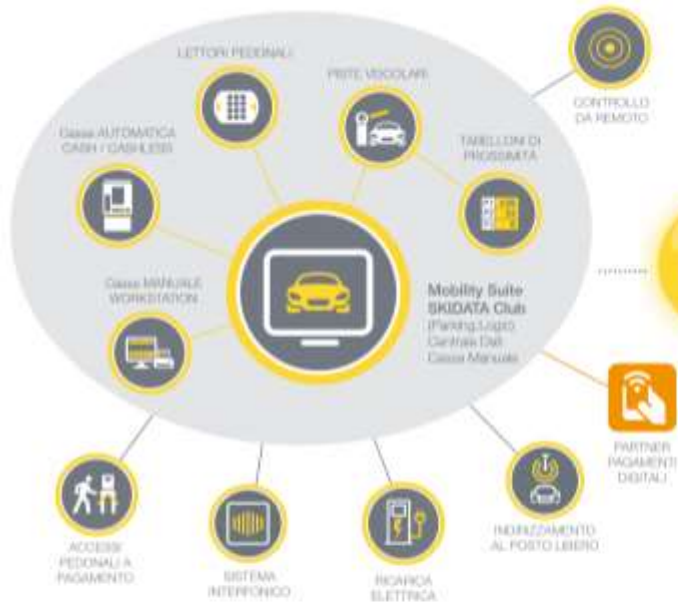 LETTORI PEDONALI
PISTE VEICOLARI
CONTROLLO
DA REMOTO
Cassa AUTOMATICA
CASH / CASHLESS
TABELLONI DI
PROSSIMITÀ
Cassa MANUALE
WORKSTATION
Mobility Suite
SKIDATA Club
(Parking.Logic)
Centrale Dati
Cassa Manuale
PARTNER
PAGAMENTI
DIGITALI
ACCESSI
PEDONALI A
PAGAMENTO
SISTEMA
INTERFONICO
RICARICA
ELETTRICA
INDIRIZZAMENTO
AL POSTO LIBERO